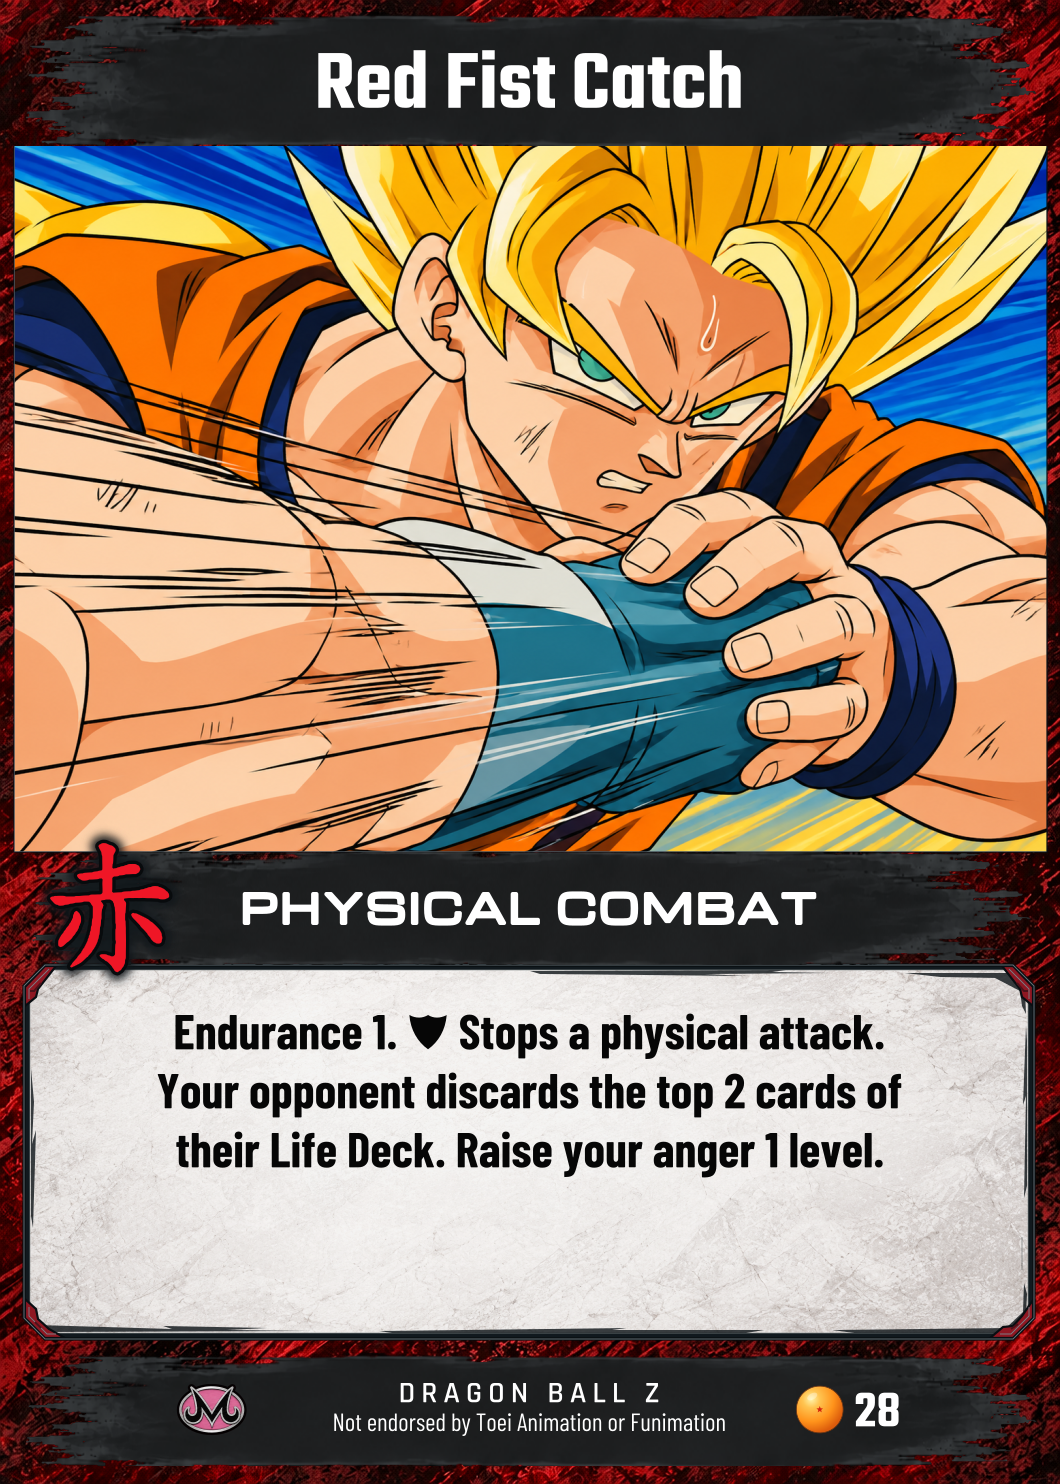 Red Fist Catch
赤
PHYSICAL COMBAT
Endurance 1. Stops a physical attack.
Your opponent discards the top 2 cards of
their Life Deck. Raise your anger 1 level.
DRAGON BALL Z
Not endorsed by Toei Animation or Funimation
M
28